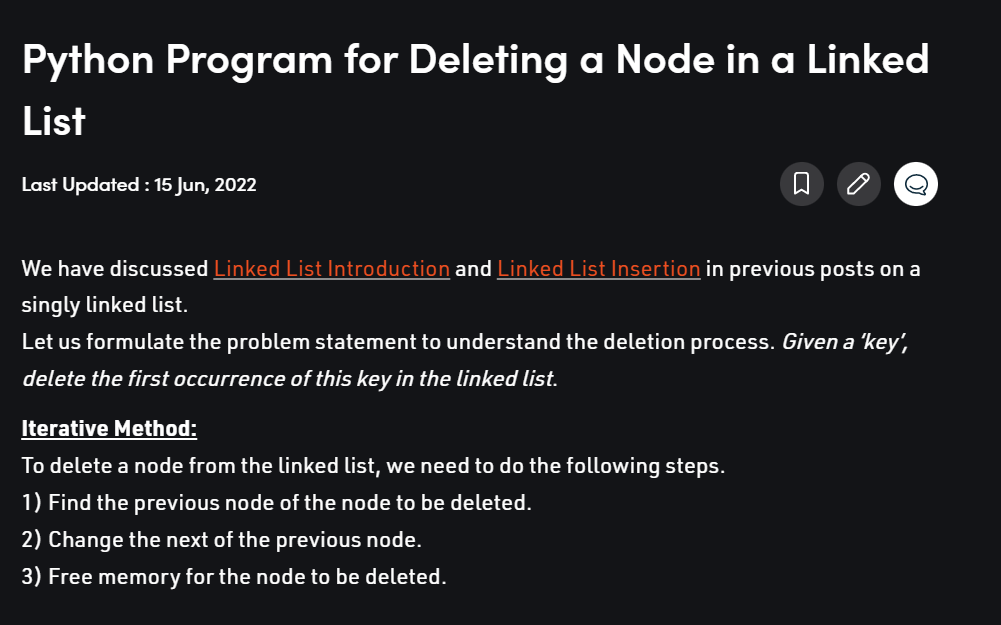 Python Program for Deleting a Node in a Linked
List
Last Updated : 15 Jun, 2022
We have discussed Linked List Introduction and Linked List Insertion in previous posts on a
singly linked list.
Let us formulate the problem statement to understand the deletion process. Given a ‘key’,
delete the first occurrence of this key in the linked list.
Iterative Method:
To delete a node from the linked list, we need to do the following steps.
1) Find the previous node of the node to be deleted.
2) Change the next of the previous node.
3) Free memory for the node to be deleted.